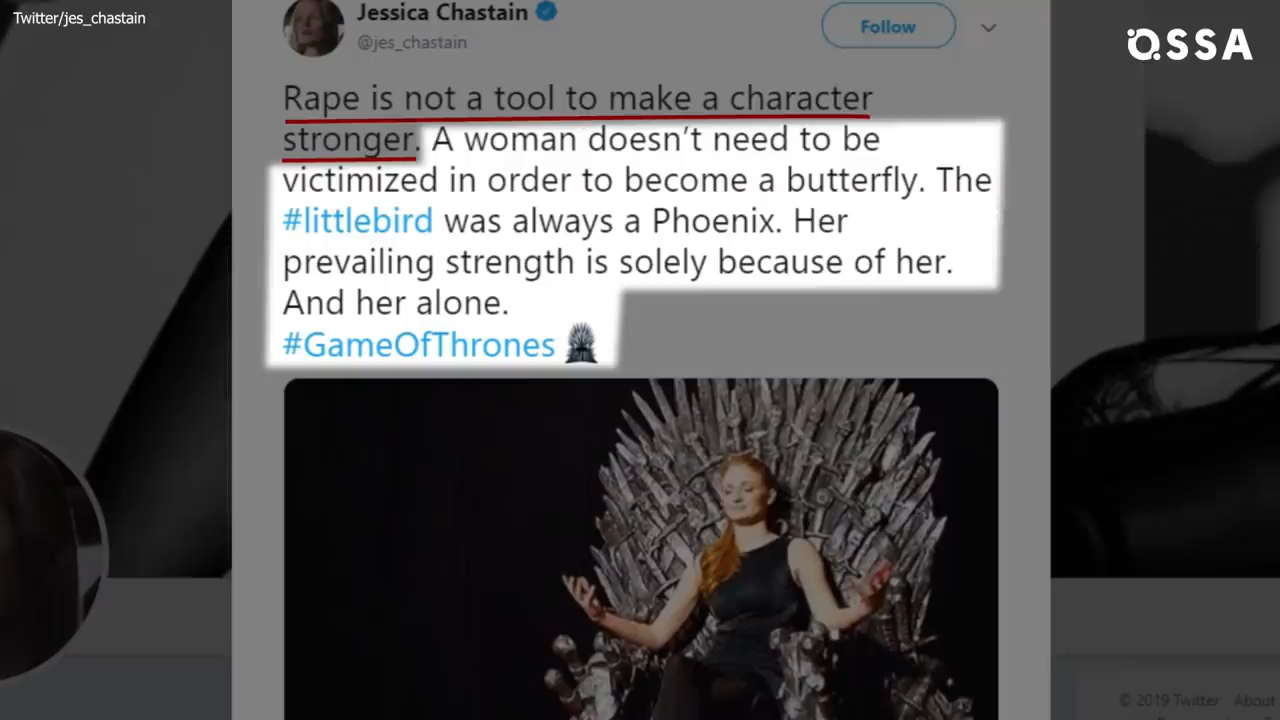 Twitter/jes_chastain
OSSA
Jessica Chastain
@jes_chastain
Follow
Rape is not a tool to make a character
stronger. A woman doesn't need to be
victimized in order to become a butterfly. The
#littlebird was always a Phoenix. Her
prevailing strength is solely because of her.
And her alone.
#GameOfThrones
© 2019 Twitter About